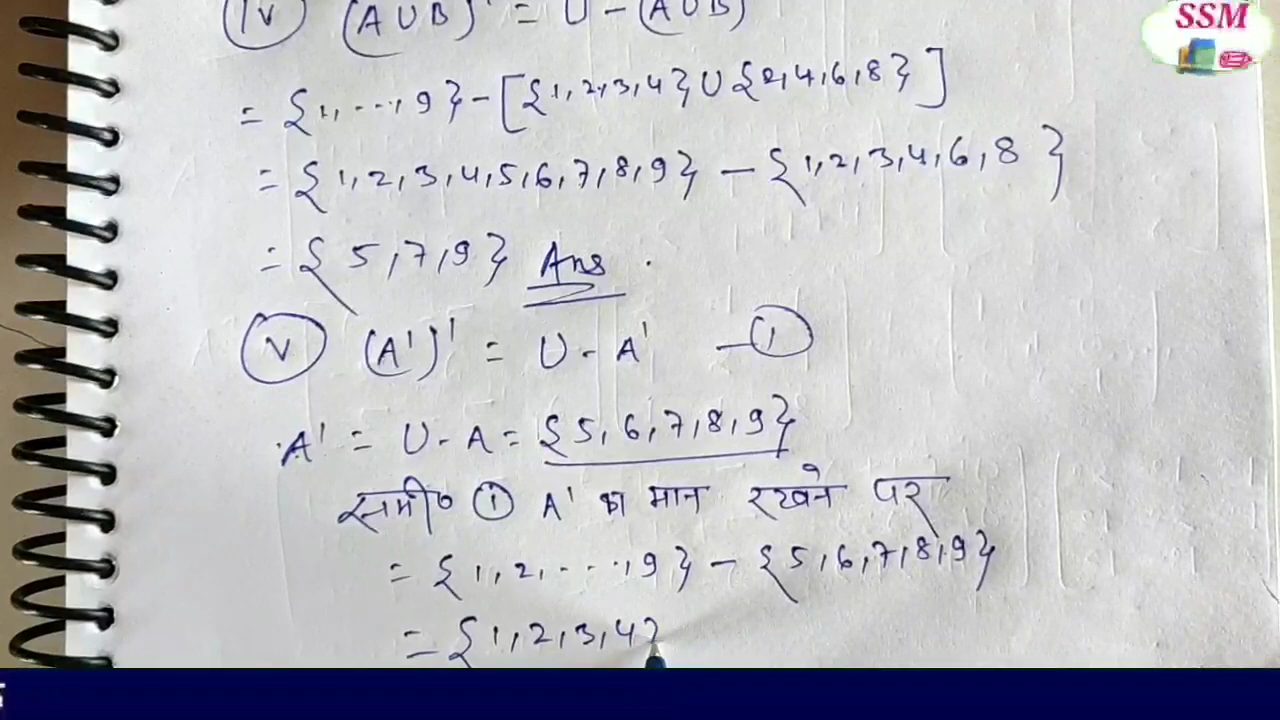 SSM
(iv) (A∪B)' = U - (A∪B)
= {1,...,9} - [{1,2,3,4} ∪ {2,4,6,8}]
= {1,2,3,4,5,6,7,8,9} - {1,2,3,4,6,8}
= {5,7,9} Ans.
(v) (A')' = U - A' — (1)
A' = U - A = {5,6,7,8,9}
समी० (1) A' का मान रखने पर
= {1,2,...,9} - {5,6,7,8,9}
= {1,2,3,4}